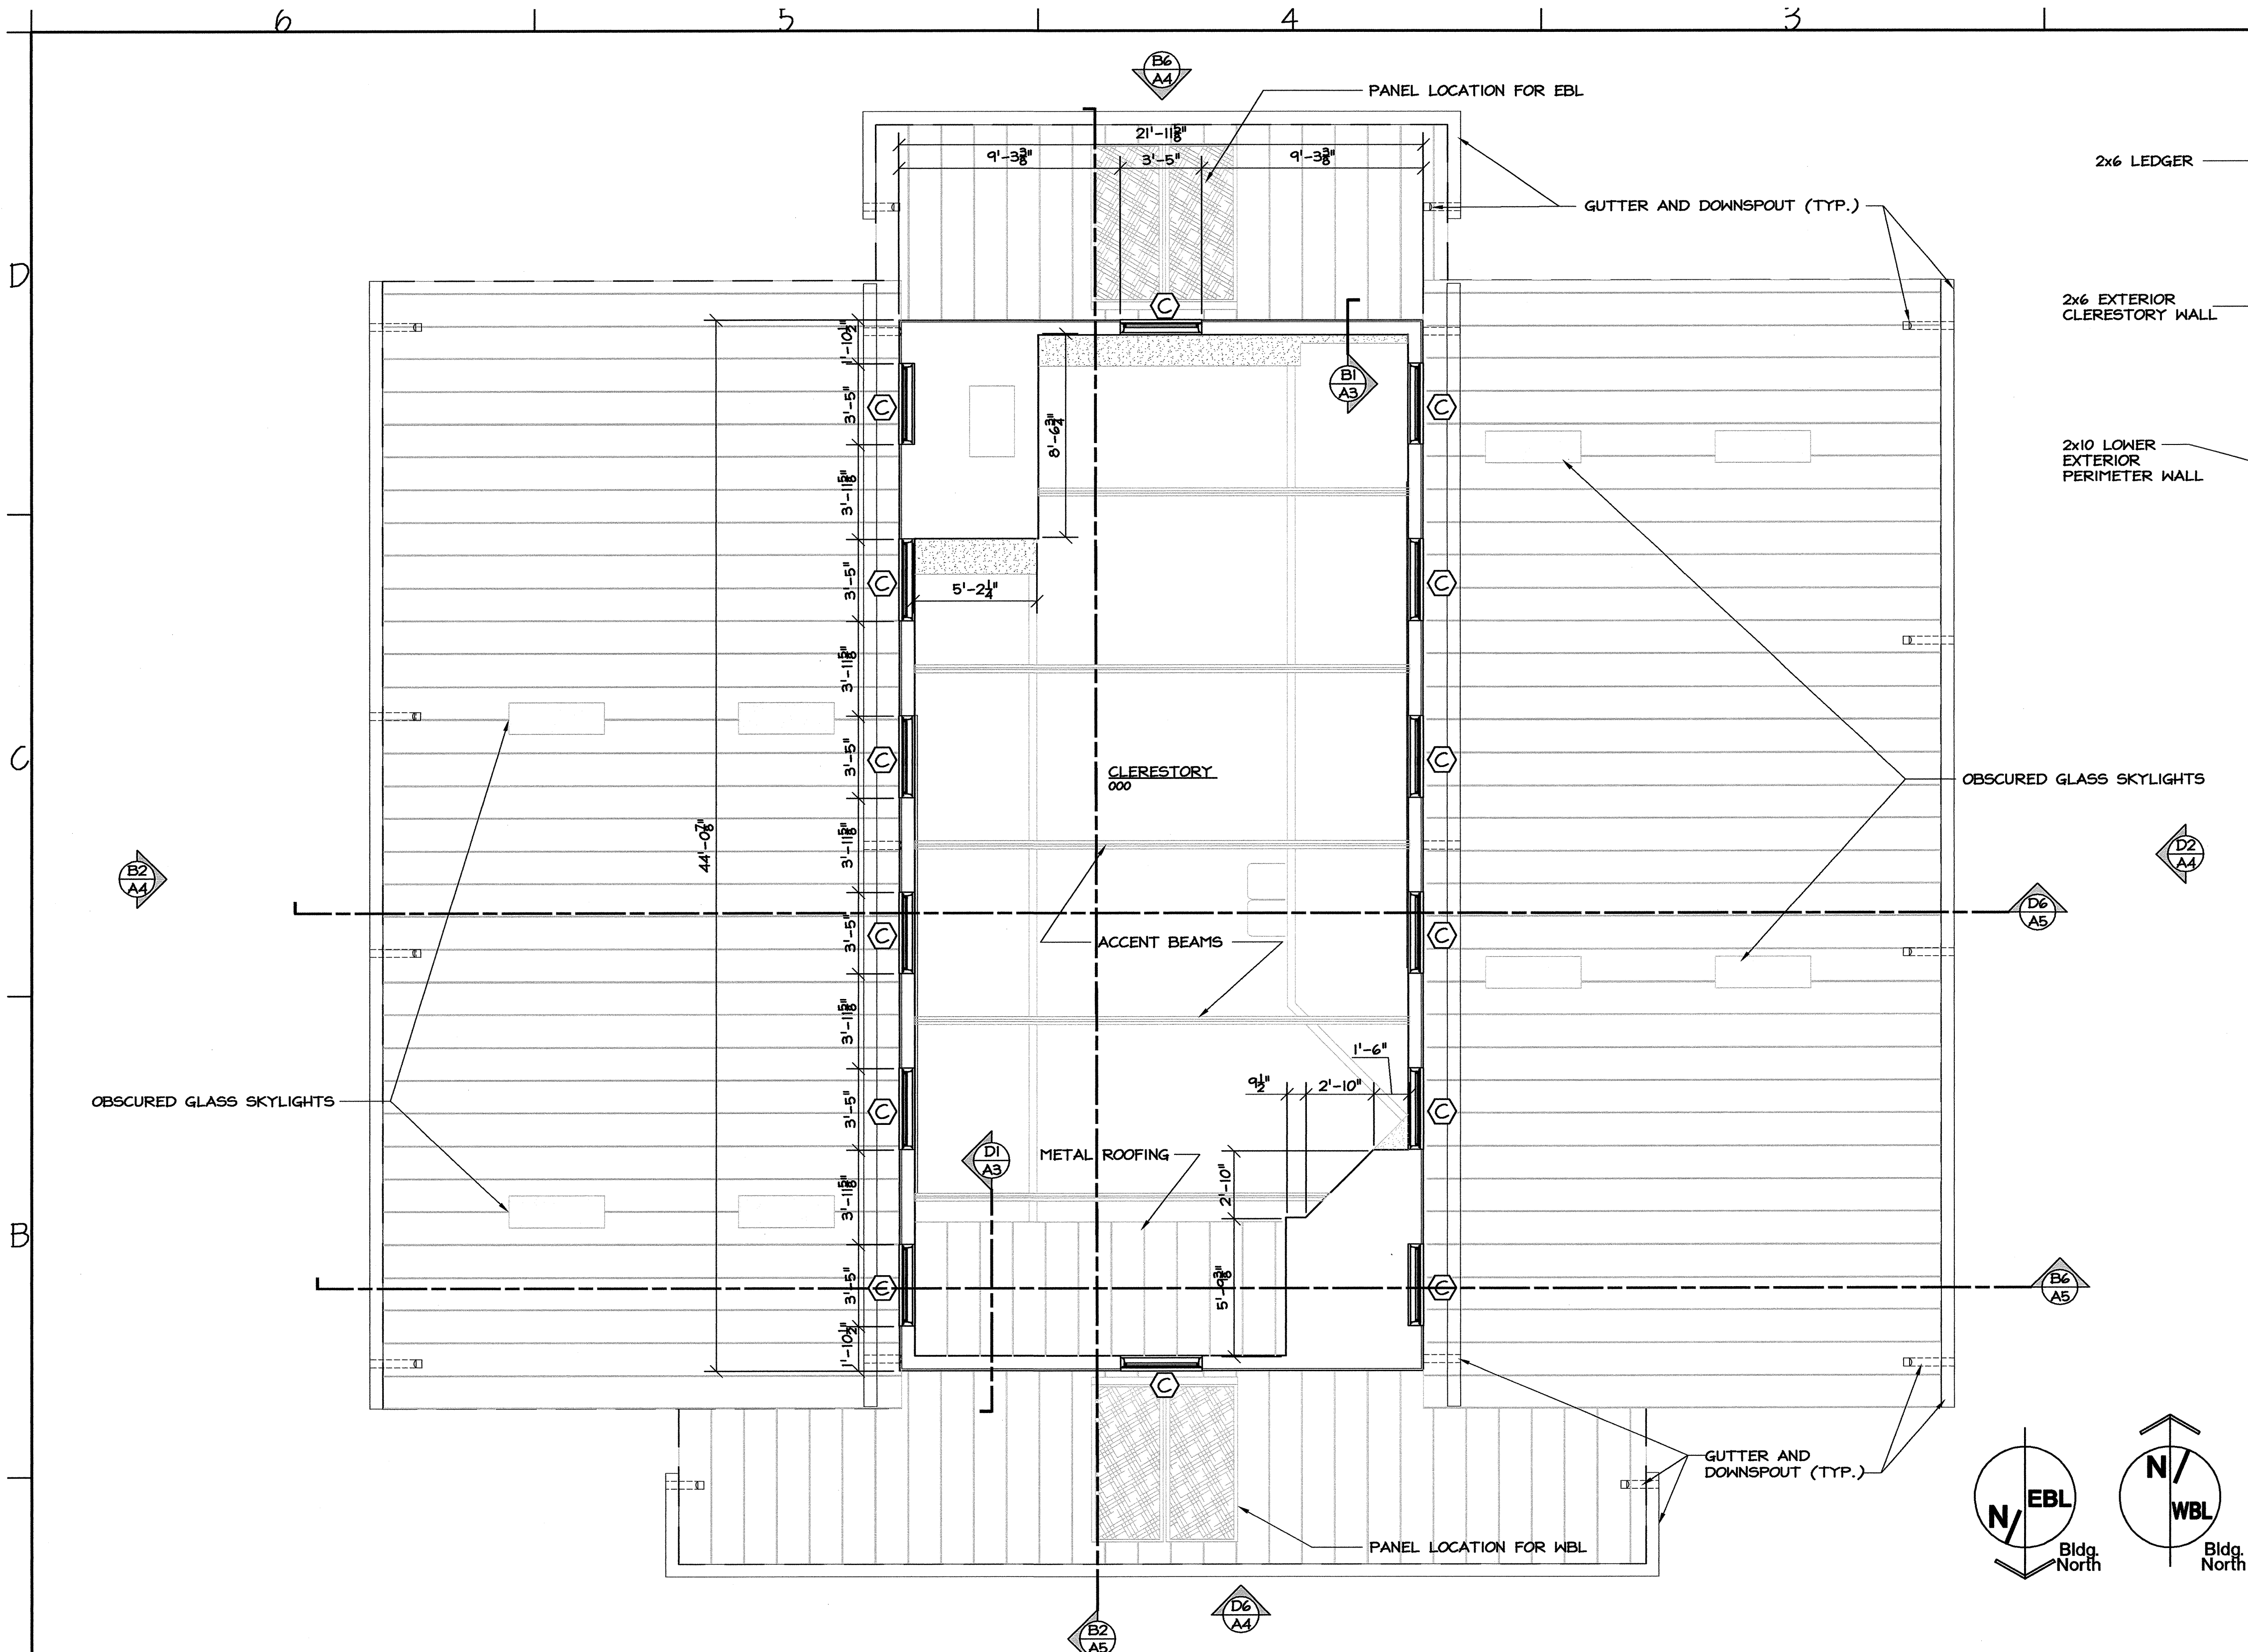 6
5
4
3
B6
A4
PANEL LOCATION FOR EBL
21'-11⅝"
9'-3⅜"
3'-5"
9'-3⅜"
2x6 LEDGER
GUTTER AND DOWNSPOUT (TYP.)
D
C
2x6 EXTERIOR
CLERESTORY WALL
1'-10½"
B1
A3
3'-5"
C
C
8'-6¾"
2x10 LOWER
EXTERIOR
PERIMETER WALL
3'-11⅝"
3'-5"
C
C
5'-2¼"
3'-11⅝"
C
3'-5"
C
C
CLERESTORY
000
OBSCURED GLASS SKYLIGHTS
44'-0⅞"
3'-11⅝"
B2
A4
D2
A4
D6
A5
3'-5"
C
C
ACCENT BEAMS
3'-11⅝"
1'-6"
9½"
2'-10"
OBSCURED GLASS SKYLIGHTS
3'-5"
C
C
D1
A3
METAL ROOFING
2'-10"
3'-11⅝"
B
5'-9⅜"
3'-5"
C
C
B6
A5
1'-10½"
C
GUTTER AND
DOWNSPOUT (TYP.)
N
EBL
Bldg.
North
N
WBL
Bldg.
North
PANEL LOCATION FOR WBL
D6
A4
B2
A5